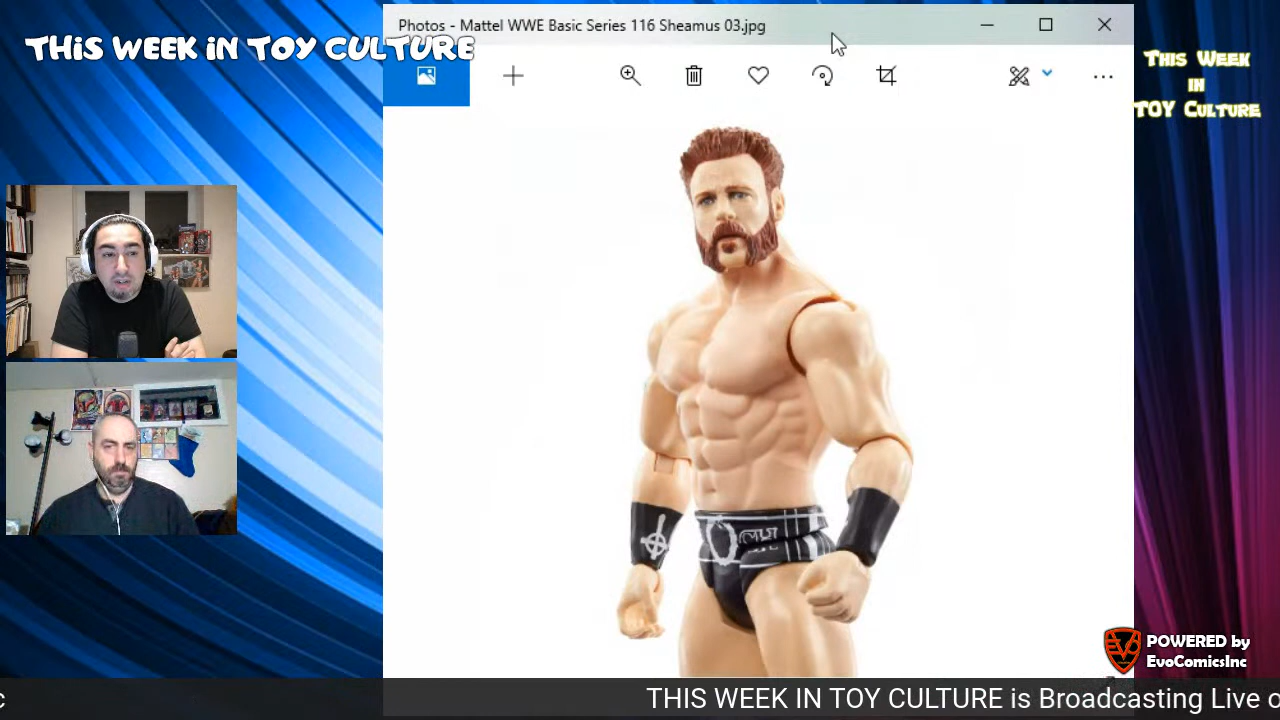 Photos - Mattel WWE Basic Series 116 Sheamus 03.jpg
THiS WEEK iN TOY CULTURE
This Week
in
TOY Culture
POWERED by
EvoComicsInc
c
THIS WEEK IN TOY CULTURE is Broadcasting Live o